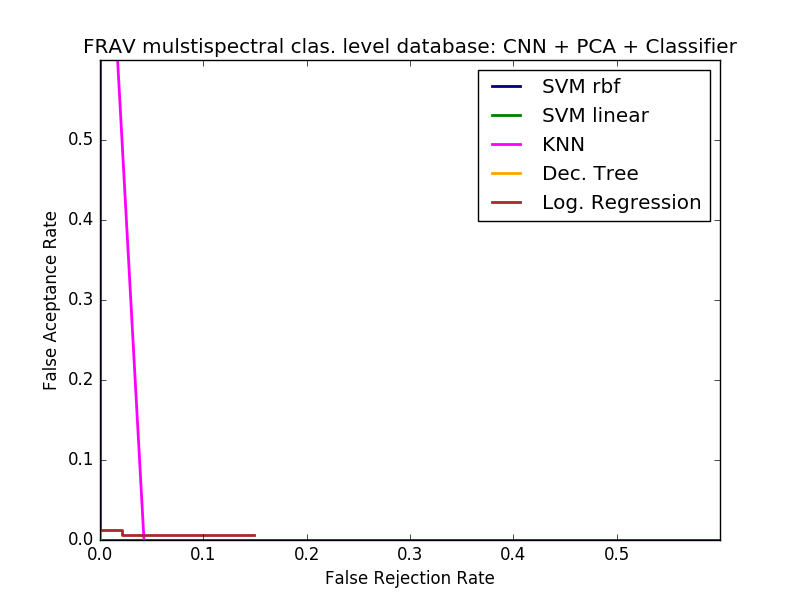 FRAV mulstispectral clas. level database: CNN + PCA + Classifier
SVM rbf
SVM linear
KNN
Dec. Tree
Log. Regression
False Aceptance Rate
0.5
0.4
0.3
0.2
0.1
0.0
0.0 0.1 0.2 0.3 0.4 0.5
False Rejection Rate